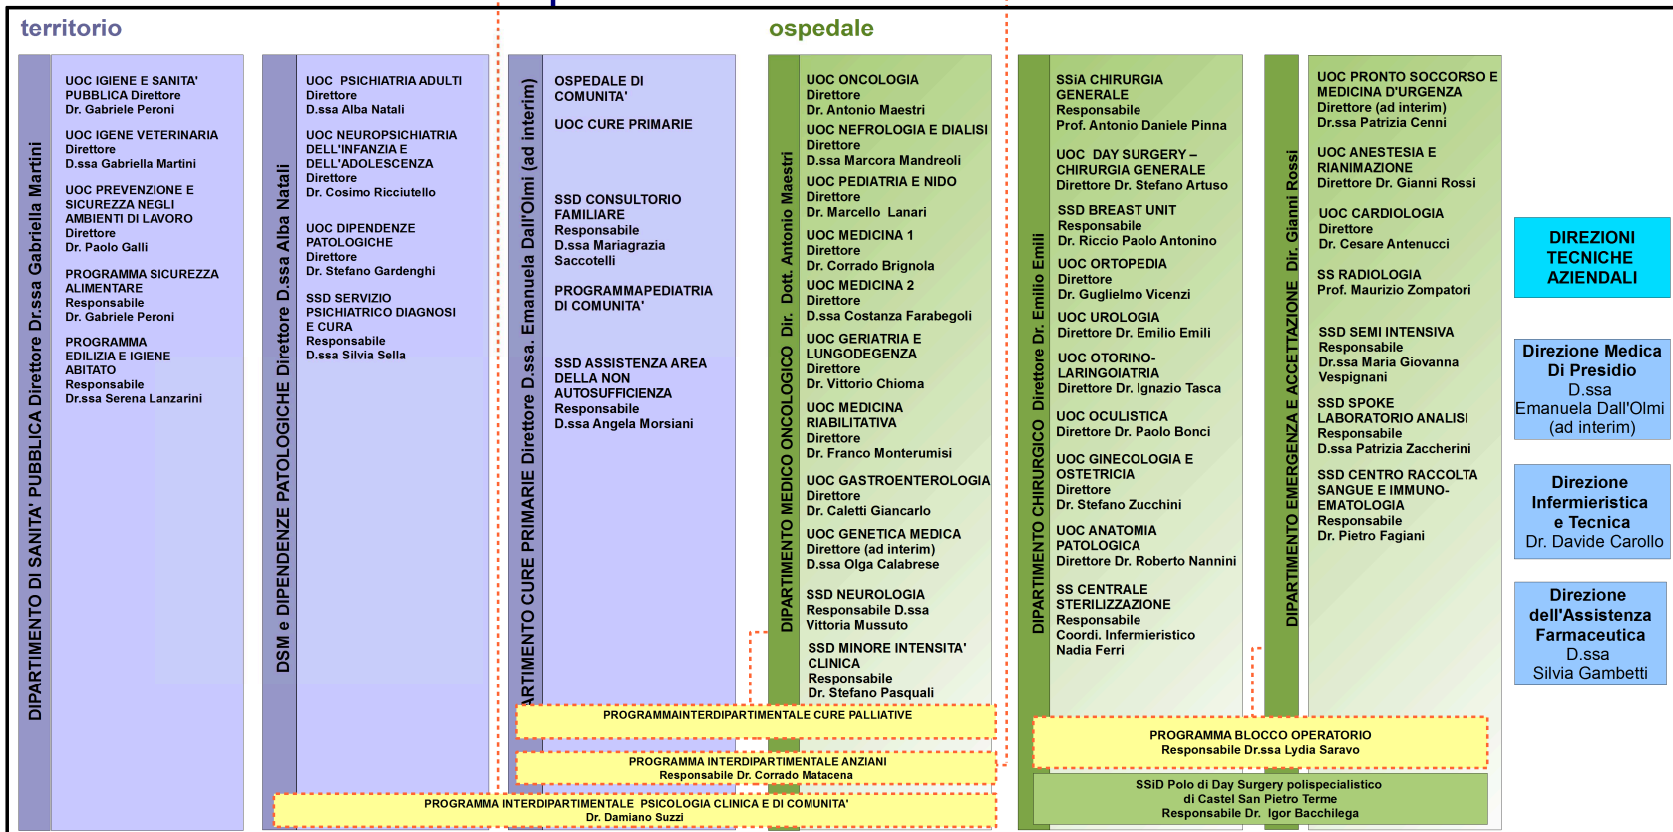 territorio
ospedale
DIPARTIMENTO DI SANITA' PUBBLICA Direttore Dr.ssa Gabriella Martini
UOC IGIENE E SANITA'
PUBBLICA Direttore
Dr. Gabriele Peroni
UOC IGENE VETERINARIA
Direttore
D.ssa Gabriella Martini
UOC PREVENZIONE E
SICUREZZA NEGLI
AMBIENTI DI LAVORO
Direttore
Dr. Paolo Galli
PROGRAMMA SICUREZZA
ALIMENTARE
Responsabile
Dr. Gabriele Peroni
PROGRAMMA
EDILIZIA E IGIENE
ABITATO
Responsabile
Dr.ssa Serena Lanzarini
DSM e DIPENDENZE PATOLOGICHE Direttore D.ssa Alba Natali
UOC PSICHIATRIA ADULTI
Direttore
D.ssa Alba Natali
UOC NEUROPSICHIATRIA
DELL'INFANZIA E
DELL'ADOLESCENZA
Direttore
Dr. Cosimo Ricciutello
UOC DIPENDENZE
PATOLOGICHE
Direttore
Dr. Stefano Gardenghi
SSD SERVIZIO
PSICHIATRICO DIAGNOSI
E CURA
Responsabile
D.ssa Silvia Sella
ARTIMENTO CURE PRIMARIE Direttore D.ssa. Emanuela Dall'Olmi (ad interim)
OSPEDALE DI
COMUNITA'
UOC CURE PRIMARIE
SSD CONSULTORIO
FAMILIARE
Responsabile
D.ssa Mariagrazia
Saccotelli
PROGRAMMAPEDIATRIA
DI COMUNITA'
SSD ASSISTENZA AREA
DELLA NON
AUTOSUFFICIENZA
Responsabile
D.ssa Angela Morsiani
DIPARTIMENTO MEDICO ONCOLOGICO Dir. Dott. Antonio Maestri
UOC ONCOLOGIA
Direttore
Dr. Antonio Maestri
UOC NEFROLOGIA E DIALISI
Direttore
D.ssa Marcora Mandreoli
UOC PEDIATRIA E NIDO
Direttore
Dr. Marcello Lanari
UOC MEDICINA 1
Direttore
Dr. Corrado Brignola
UOC MEDICINA 2
Direttore
D.ssa Costanza Farabegoli
UOC GERIATRIA E
LUNGODEGENZA
Direttore
Dr. Vittorio Chioma
UOC MEDICINA
RIABILITATIVA
Direttore
Dr. Franco Monterumisi
UOC GASTROENTEROLOGIA
Direttore
Dr. Caletti Giancarlo
UOC GENETICA MEDICA
Direttore (ad interim)
D.ssa Olga Calabrese
SSD NEUROLOGIA
Responsabile D.ssa
Vittoria Mussuto
SSD MINORE INTENSITA'
CLINICA
Responsabile
Dr. Stefano Pasquali
DIPARTIMENTO CHIRURGICO Direttore Dr. Emilio Emili
SSiA CHIRURGIA
GENERALE
Responsabile
Prof. Antonio Daniele Pinna
UOC DAY SURGERY –
CHIRURGIA GENERALE
Direttore Dr. Stefano Artuso
SSD BREAST UNIT
Responsabile
Dr. Riccio Paolo Antonino
UOC ORTOPEDIA
Direttore
Dr. Guglielmo Vicenzi
UOC UROLOGIA
Direttore Dr. Emilio Emili
UOC OTORINO-
LARINGOIATRIA
Direttore Dr. Ignazio Tasca
UOC OCULISTICA
Direttore Dr. Paolo Bonci
UOC GINECOLOGIA E
OSTETRICIA
Direttore
Dr. Stefano Zucchini
UOC ANATOMIA
PATOLOGICA
Direttore Dr. Roberto Nannini
SS CENTRALE
STERILIZZAZIONE
Responsabile
Coordi. Infermieristico
Nadia Ferri
DIPARTIMENTO EMERGENZA E ACCETTAZIONE Dir. Gianni Rossi
UOC PRONTO SOCCORSO E
MEDICINA D'URGENZA
Direttore (ad interim)
Dr.ssa Patrizia Cenni
UOC ANESTESIA E
RIANIMAZIONE
Direttore Dr. Gianni Rossi
UOC CARDIOLOGIA
Direttore
Dr. Cesare Antenucci
SS RADIOLOGIA
Prof. Maurizio Zompatori
SSD SEMI INTENSIVA
Responsabile
Dr.ssa Maria Giovanna
Vespignani
SSD SPOKE
LABORATORIO ANALISI
Responsabile
D.ssa Patrizia Zaccherini
SSD CENTRO RACCOLTA
SANGUE E IMMUNO-
EMATOLOGIA
Responsabile
Dr. Pietro Fagiani
DIREZIONI
TECNICHE
AZIENDALI
Direzione Medica
Di Presidio
D.ssa
Emanuela Dall'Olmi
(ad interim)
Direzione
Infermieristica
e Tecnica
Dr. Davide Carollo
Direzione
dell'Assistenza
Farmaceutica
D.ssa
Silvia Gambetti
PROGRAMMAINTERDIPARTIMENTALE CURE PALLIATIVE
PROGRAMMA INTERDIPARTIMENTALE ANZIANI
Responsabile Dr. Corrado Matacena
PROGRAMMA INTERDIPARTIMENTALE PSICOLOGIA CLINICA E DI COMUNITA'
Dr. Damiano Suzzi
PROGRAMMA BLOCCO OPERATORIO
Responsabile Dr.ssa Lydia Saravo
SSiD Polo di Day Surgery polispecialistico
di Castel San Pietro Terme
Responsabile Dr. Igor Bacchilega